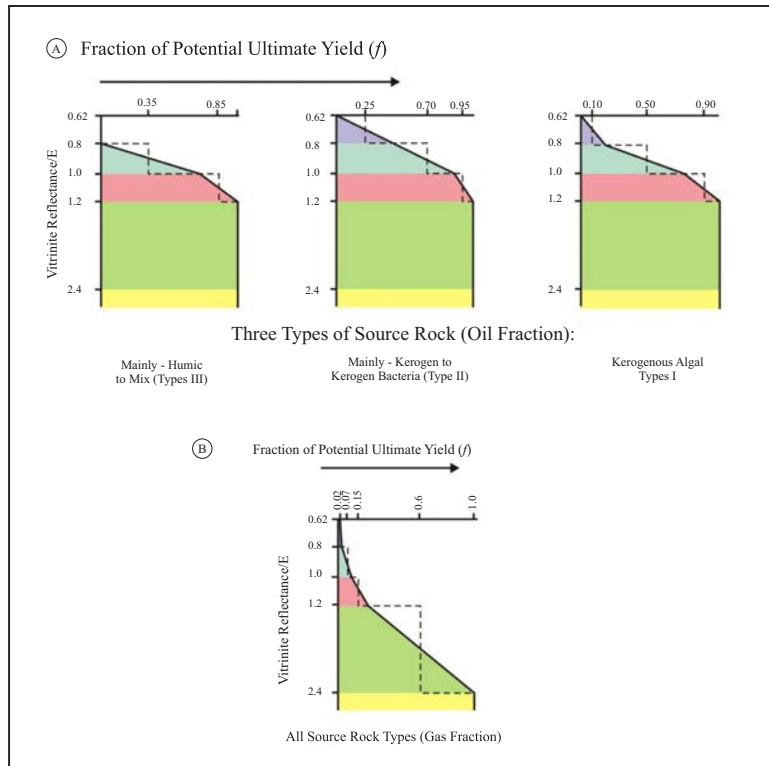 A Fraction of Potential Ultimate Yield (f)
0.35 0.85
0.62
0.8
1.0
1.2
2.4
Vitrinite Reflectance/E
0.25 0.70 0.95
0.62
0.8
1.0
1.2
2.4
0.10 0.50 0.90
0.62
0.8
1.0
1.2
2.4
Three Types of Source Rock (Oil Fraction):
Mainly - Humic
to Mix (Types III)
Mainly - Kerogen to
Kerogen Bacteria (Type II)
Kerogenous Algal
Types I
B Fraction of Potential Ultimate Yield (f)
0.02 0.07 0.15 0.6 1.0
0.62
0.8
1.0
1.2
2.4
Vitrinite Reflectance/E
All Source Rock Types (Gas Fraction)